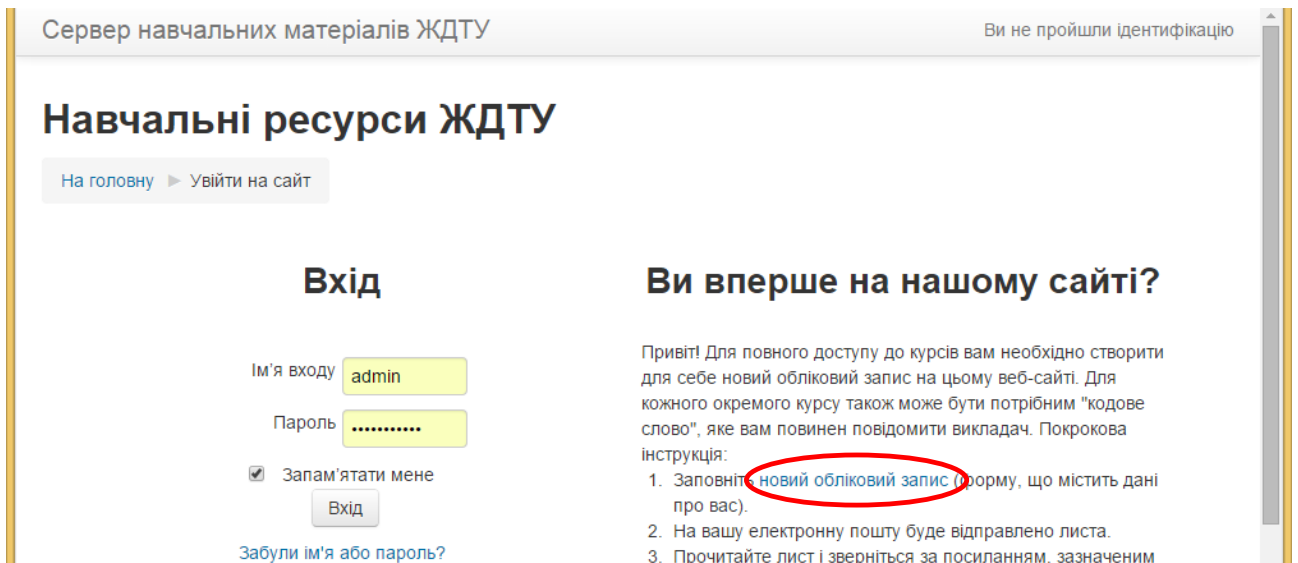 Сервер навчальних матеріалів ЖДТУ
Ви не пройшли ідентифікацію
Навчальні ресурси ЖДТУ
На головну ► Увійти на сайт
Вхід
Ім'я входу admin
Пароль •••••••••••
Запам'ятати мене
Вхід
Забули ім'я або пароль?
Ви вперше на нашому сайті?
Привіт! Для повного доступу до курсів вам необхідно створити
для себе новий обліковий запис на цьому веб-сайті. Для
кожного окремого курсу також може бути потрібним "кодове
слово", яке вам повинен повідомити викладач. Покрокова
інструкція:
1. Заповніть новий обліковий запис (форму, що містить дані
про вас).
2. На вашу електронну пошту буде відправлено листа.
3. Прочитайте лист і зверніться за посиланням, зазначеним